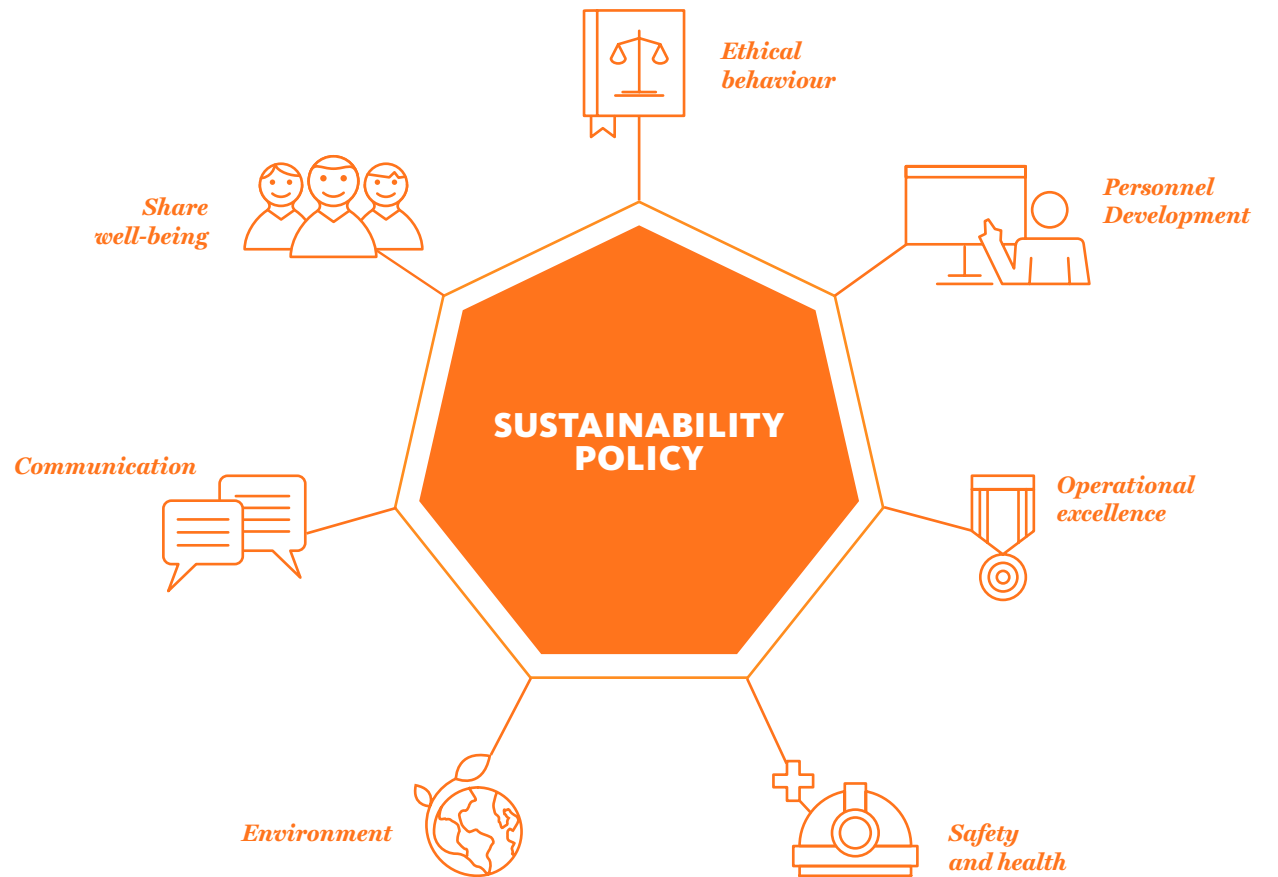 Ethical
behaviour
Personnel
Development
Share
well-being
SUSTAINABILITY
POLICY
Communication
Operational
excellence
Environment
Safety
and health